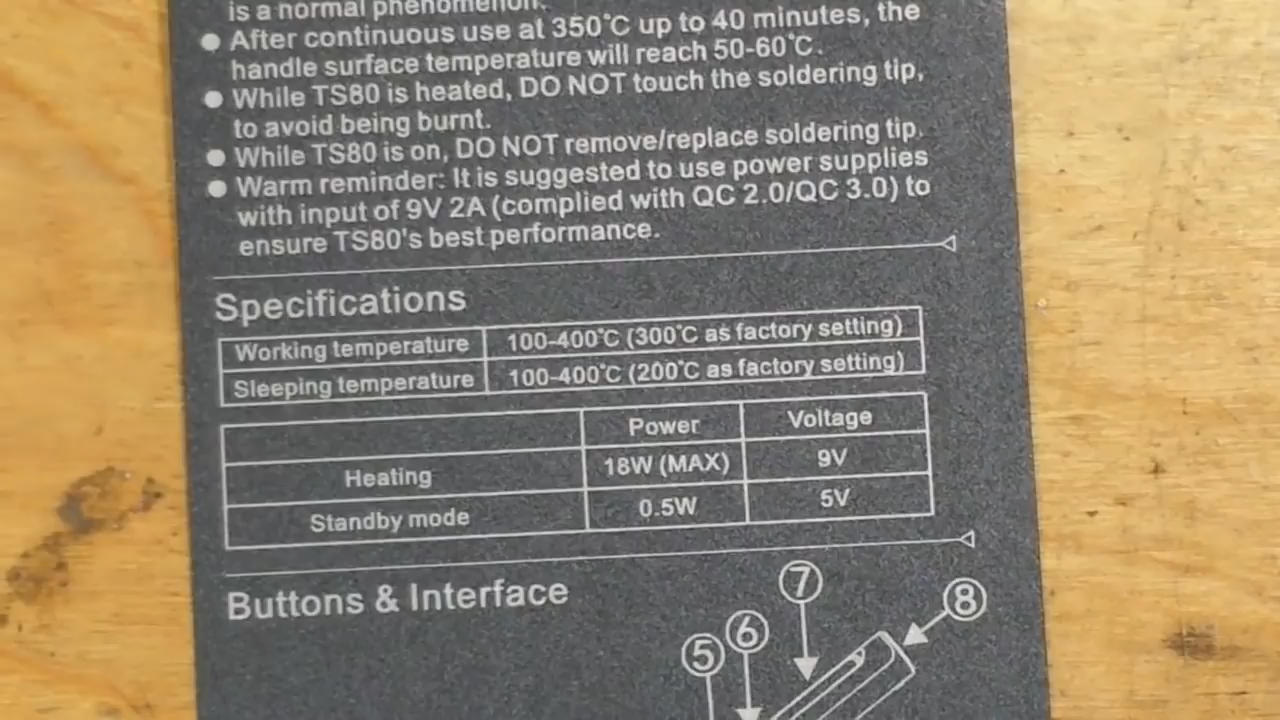 is a normal phenomenon.
● After continuous use at 350℃ up to 40 minutes, the
handle surface temperature will reach 50-60℃.
● While TS80 is heated, DO NOT touch the soldering tip,
to avoid being burnt.
● While TS80 is on, DO NOT remove/replace soldering tip.
● Warm reminder: It is suggested to use power supplies
with input of 9V 2A (complied with QC 2.0/QC 3.0) to
ensure TS80's best performance.
Specifications
Working temperature 100-400℃ (300℃ as factory setting)
Sleeping temperature 100-400℃ (200℃ as factory setting)
Power Voltage
Heating 18W (MAX) 9V
Standby mode 0.5W 5V
Buttons & Interface
⑤ ⑥ ⑦ ⑧